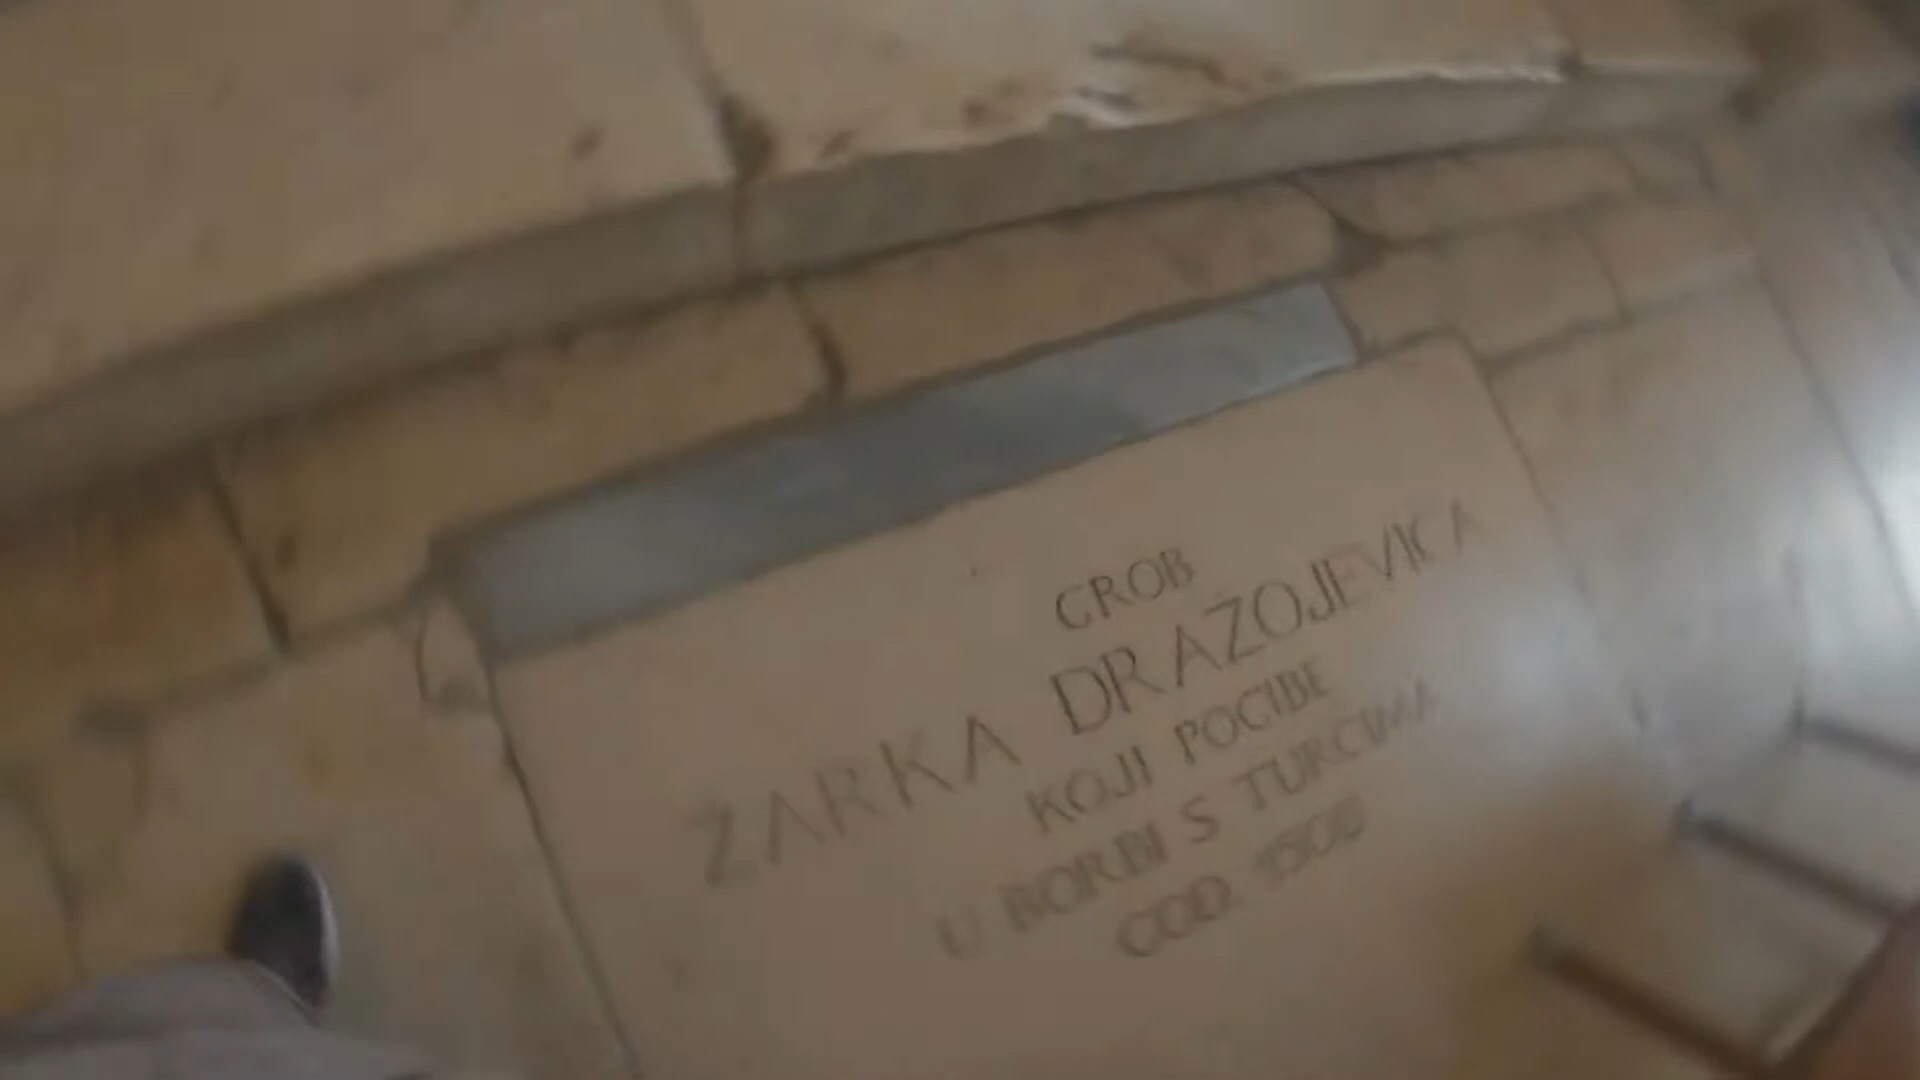 GROB
ŽARKA DRAŽOJEVIĆA
KOJI POGIBE
U BORBI S TURCIMA
GOD. 1508